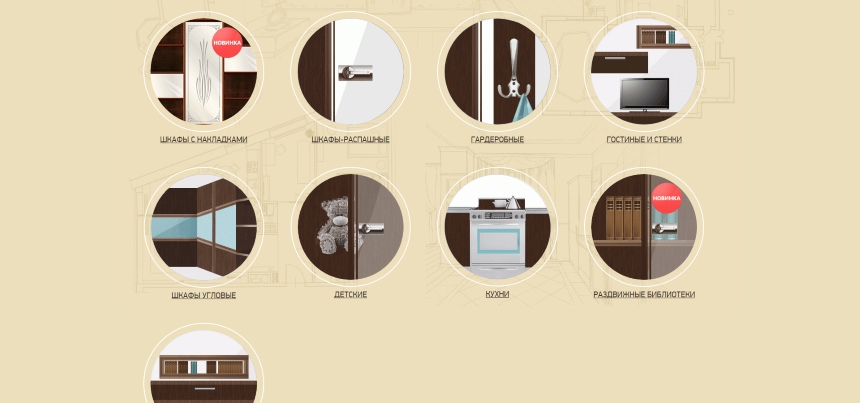 НОВИНКА
ШКАФЫ С НАКЛАДКАМИ
ШКАФЫ-РАСПАШНЫЕ
ГАРДЕРОБНЫЕ
ГОСТИНЫЕ И СТЕНКИ
НОВИНКА
ШКАФЫ УГЛОВЫЕ
ДЕТСКИЕ
КУХНИ
РАЗДВИЖНЫЕ БИБЛИОТЕКИ